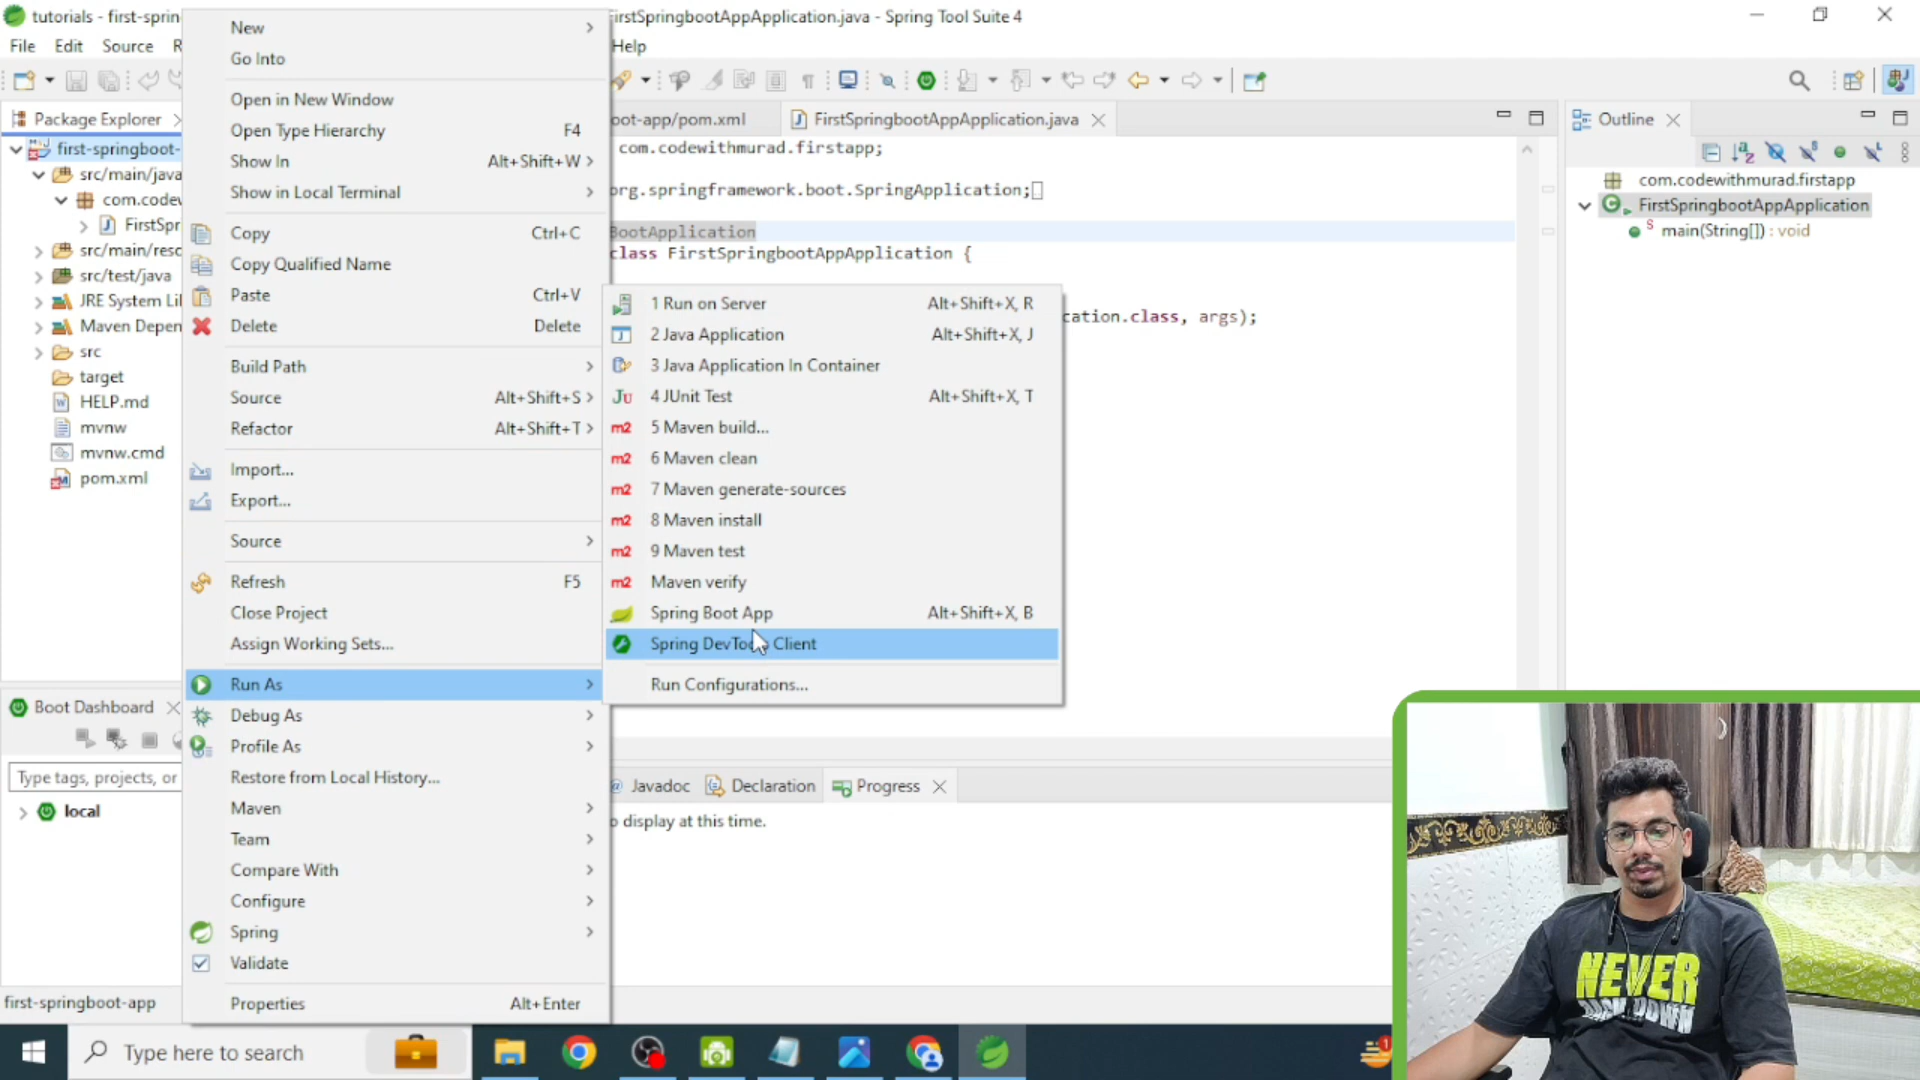 tutorials - first-sprin
irstSpringbootAppApplication.java - Spring Tool Suite 4
File Edit Source R
Help
Package Explorer
first-springboot-
src/main/java
com.codew
FirstSpr
src/main/resc
src/test/java
JRE System Lil
Maven Depen
src
target
HELP.md
mvnw
mvnw.cmd
pom.xml
Boot Dashboard
Type tags, projects, or
local
first-springboot-app
New
Go Into
Open in New Window
Open Type Hierarchy F4
Show In Alt+Shift+W
Show in Local Terminal
Copy Ctrl+C
Copy Qualified Name
Paste Ctrl+V
Delete Delete
Build Path
Source Alt+Shift+S
Refactor Alt+Shift+T
Import...
Export...
Source
Refresh F5
Close Project
Assign Working Sets...
Run As
Debug As
Profile As
Restore from Local History...
Maven
Team
Compare With
Configure
Spring
Validate
Properties Alt+Enter
1 Run on Server Alt+Shift+X, R
2 Java Application Alt+Shift+X, J
3 Java Application In Container
4 JUnit Test Alt+Shift+X, T
5 Maven build...
6 Maven clean
7 Maven generate-sources
8 Maven install
9 Maven test
Maven verify
Spring Boot App Alt+Shift+X, B
Spring DevTools Client
Run Configurations...
oot-app/pom.xml
FirstSpringbootAppApplication.java
com.codewithmurad.firstapp;
org.springframework.boot.SpringApplication;
BootApplication
class FirstSpringbootAppApplication {
cation.class, args);
Javadoc Declaration Progress
o display at this time.
Outline
com.codewithmurad.firstapp
FirstSpringbootAppApplication
main(String[]) : void
Type here to search
NEVER